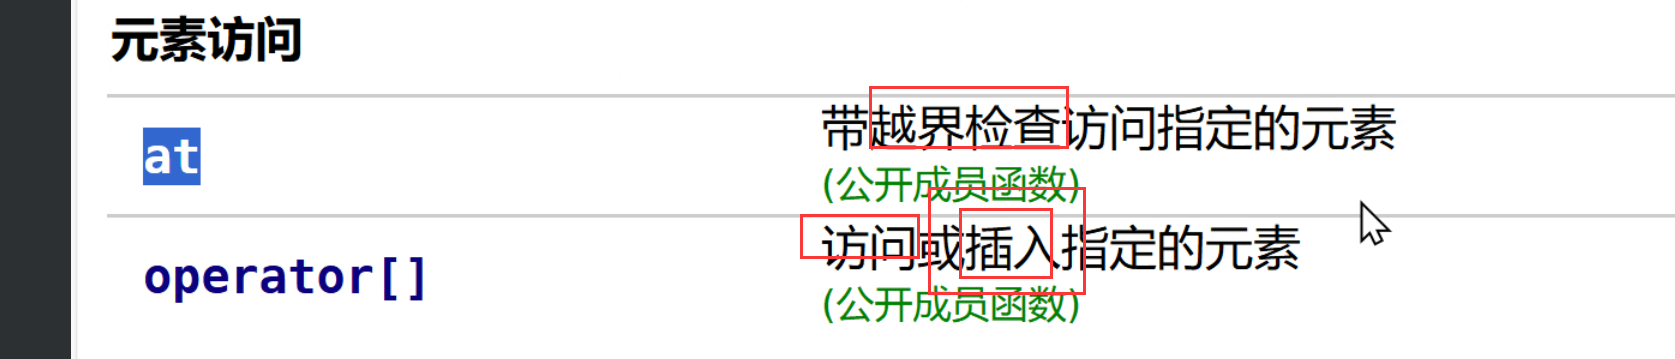 元素访问
at
带越界检查访问指定的元素
(公开成员函数)
operator[]
访问或插入指定的元素
(公开成员函数)